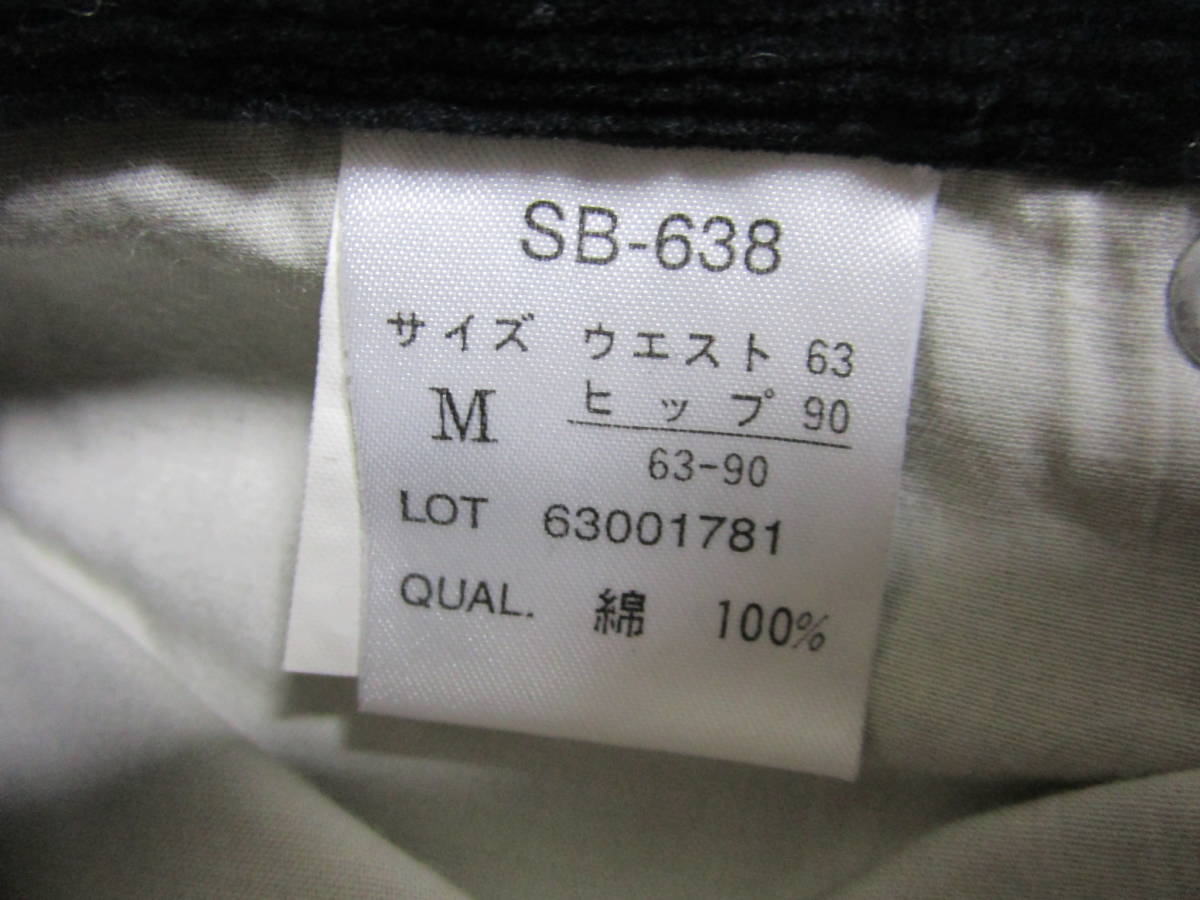 SB-638
サイズ ウエスト 63
M ヒップ 90
63-90
LOT 63001781
QUAL. 綿 100%